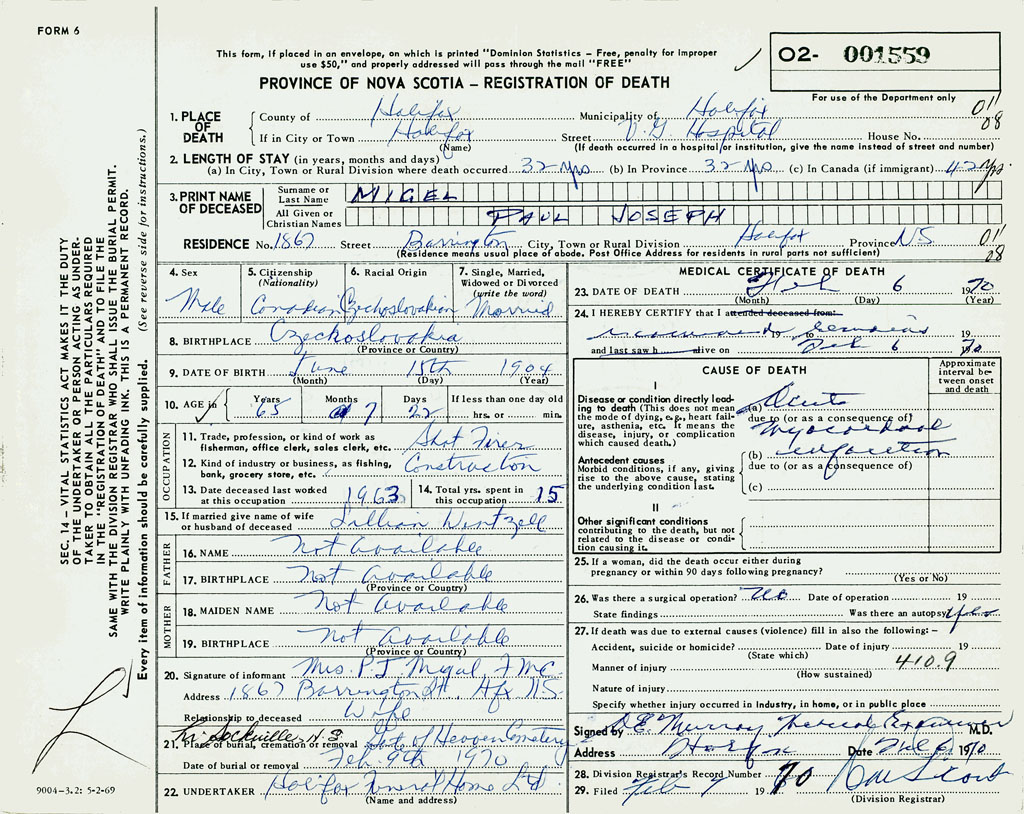 FORM 6
This form, if placed in an envelope, on which is printed "Dominion Statistics – Free, penalty for improper
use $50," and properly addressed will pass through the mail "FREE"
PROVINCE OF NOVA SCOTIA – REGISTRATION OF DEATH
02- 001559
For use of the Department only
011
08
1. PLACE OF DEATH
County of Halifax Municipality of Halifax
If in City or Town Halifax Street V G Hospital House No.
(Name) (If death occurred in a hospital or institution, give the name instead of street and number)
2. LENGTH OF STAY (in years, months and days)
(a) In City, Town or Rural Division where death occurred 32 yrs (b) In Province 32 yrs (c) In Canada (if immigrant) 42 yrs
3. PRINT NAME OF DECEASED
Surname or Last Name MIGEL
All Given or Christian Names PAUL JOSEPH
RESIDENCE No. 1867 Street Barrington City, Town or Rural Division Halifax Province N.S.
011
08
(Residence means usual place of abode. Post Office Address for residents in rural parts not sufficient)
4. Sex
Male
5. Citizenship (Nationality)
Canadian
6. Racial Origin
Czechoslovakian
7. Single, Married, Widowed or Divorced (write the word)
Married
8. BIRTHPLACE Czechoslovakia
(Province or Country)
9. DATE OF BIRTH June 15th 1904
(Month) (Day) (Year)
10. AGE in Years Months Days If less than one day old
65 7 22 hrs. or min.
OCCUPATION
11. Trade, profession, or kind of work as fisherman, office clerk, sales clerk, etc. Shot Firer
12. Kind of industry or business, as fishing, bank, grocery store, etc. Construction
13. Date deceased last worked at this occupation 1963
14. Total yrs. spent in this occupation 15
15. If married give name of wife or husband of deceased Lillian Wentzell
FATHER
16. NAME Not Available
17. BIRTHPLACE Not Available
(Province or Country)
MOTHER
18. MAIDEN NAME Not Available
19. BIRTHPLACE Not Available
(Province or Country)
20. Signature of informant Mrs. P J Migal
Address 1867 Barrington St., Hfx N.S.
Relationship to deceased Wife
Sackville N.S.
21. Place of burial, cremation or removal Gat of Heaven Cemetery
Date of burial or removal Feb. 9th 1970
22. UNDERTAKER Halifax Funeral Home Ltd
(Name and address)
MEDICAL CERTIFICATE OF DEATH
23. DATE OF DEATH Feb 6 1970
(Month) (Day) (Year)
24. I HEREBY CERTIFY that I attended deceased from:
19 to remains 19
and last saw h alive on Feb 6 70
CAUSE OF DEATH
Approximate interval between onset and death
I
Disease or condition directly leading to death (This does not mean the mode of dying, e.g., heart failure, asthenia, etc. It means the disease, injury, or complication which caused death.)
(a) Acute
due to (or as a consequence of)
Myocardial
Antecedent causes
Morbid conditions, if any, giving rise to the above cause, stating the underlying condition last.
(b) infarction
due to (or as a consequence of)
(c)
II
Other significant conditions
contributing to the death, but not related to the disease or condition causing it.
25. If a woman, did the death occur either during pregnancy or within 90 days following pregnancy?
(Yes or No)
26. Was there a surgical operation? No Date of operation 19
State findings Was there an autopsy Yes
27. If death was due to external causes (violence) fill in also the following: –
Accident, suicide or homicide? Date of injury 19
(State which)
410.9
Manner of injury
(How sustained)
Nature of injury
Specify whether injury occurred in Industry, in home, or in public place
Signed by D.E. Murray Medical Examiner M.D.
Address Halifax Date Feb 6 1970
28. Division Registrar's Record Number
29. Filed Feb 7 1970
(Division Registrar)
SEC. 14 – VITAL STATISTICS ACT MAKES IT THE DUTY
OF THE UNDERTAKER OR PERSON ACTING AS UNDER-
TAKER TO OBTAIN ALL THE PARTICULARS REQUIRED
IN THE "REGISTRATION OF DEATH" AND TO FILE THE
SAME WITH THE DIVISION REGISTRAR WHO SHALL ISSUE THE BURIAL PERMIT.
WRITE PLAINLY WITH UNFADING INK. THIS IS A PERMANENT RECORD.
Every item of information should be carefully supplied. (See reverse side for instructions.)
9004-3.2: 5-2-69